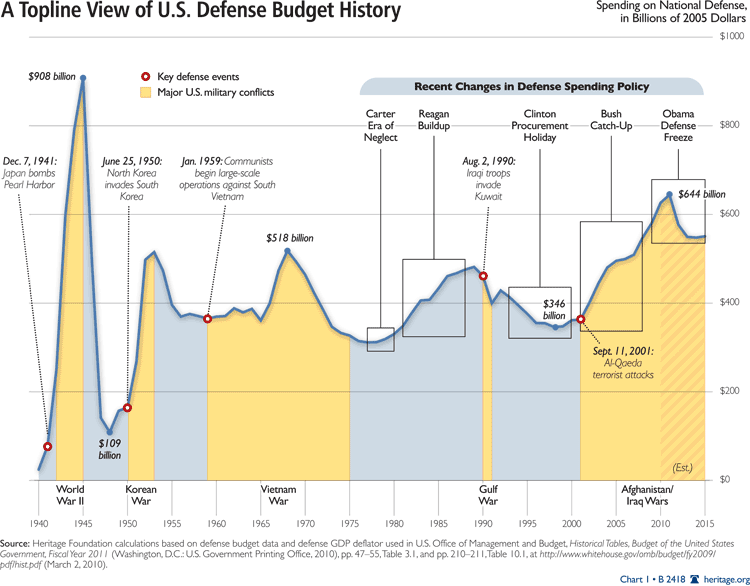 A Topline View of U.S. Defense Budget History
Spending on National Defense,
in Billions of 2005 Dollars
$1000
$908 billion
Key defense events
Major U.S. military conflicts
Recent Changes in Defense Spending Policy
Carter
Era of
Neglect
Reagan
Buildup
Clinton
Procurement
Holiday
Bush
Catch-Up
Obama
Defense
Freeze
$800
Dec. 7, 1941:
Japan bombs
Pearl Harbor
June 25, 1950:
North Korea
invades South
Korea
Jan. 1959: Communists
begin large-scale
operations against South
Vietnam
Aug. 2, 1990:
Iraqi troops
invade
Kuwait
$644 billion
$600
$518 billion
$400
$346
billion
Sept. 11, 2001:
Al-Qaeda
terrorist attacks
$200
$109
billion
(Est.)
$0
World
War II
Korean
War
Vietnam
War
Gulf
War
Afghanistan/
Iraq Wars
1940 1945 1950 1955 1960 1965 1970 1975 1980 1985 1990 1995 2000 2005 2010 2015
Source: Heritage Foundation calculations based on defense budget data and defense GDP deflator used in U.S. Office of Management and Budget, Historical Tables, Budget of the United States
Government, Fiscal Year 2011 (Washington, D.C.: U.S. Government Printing Office, 2010), pp. 47–55, Table 3.1, and pp. 210–211, Table 10.1, at http://www.whitehouse.gov/omb/budget/fy2009/
pdf/hist.pdf (March 2, 2010).
Chart 1 • B 2418 heritage.org